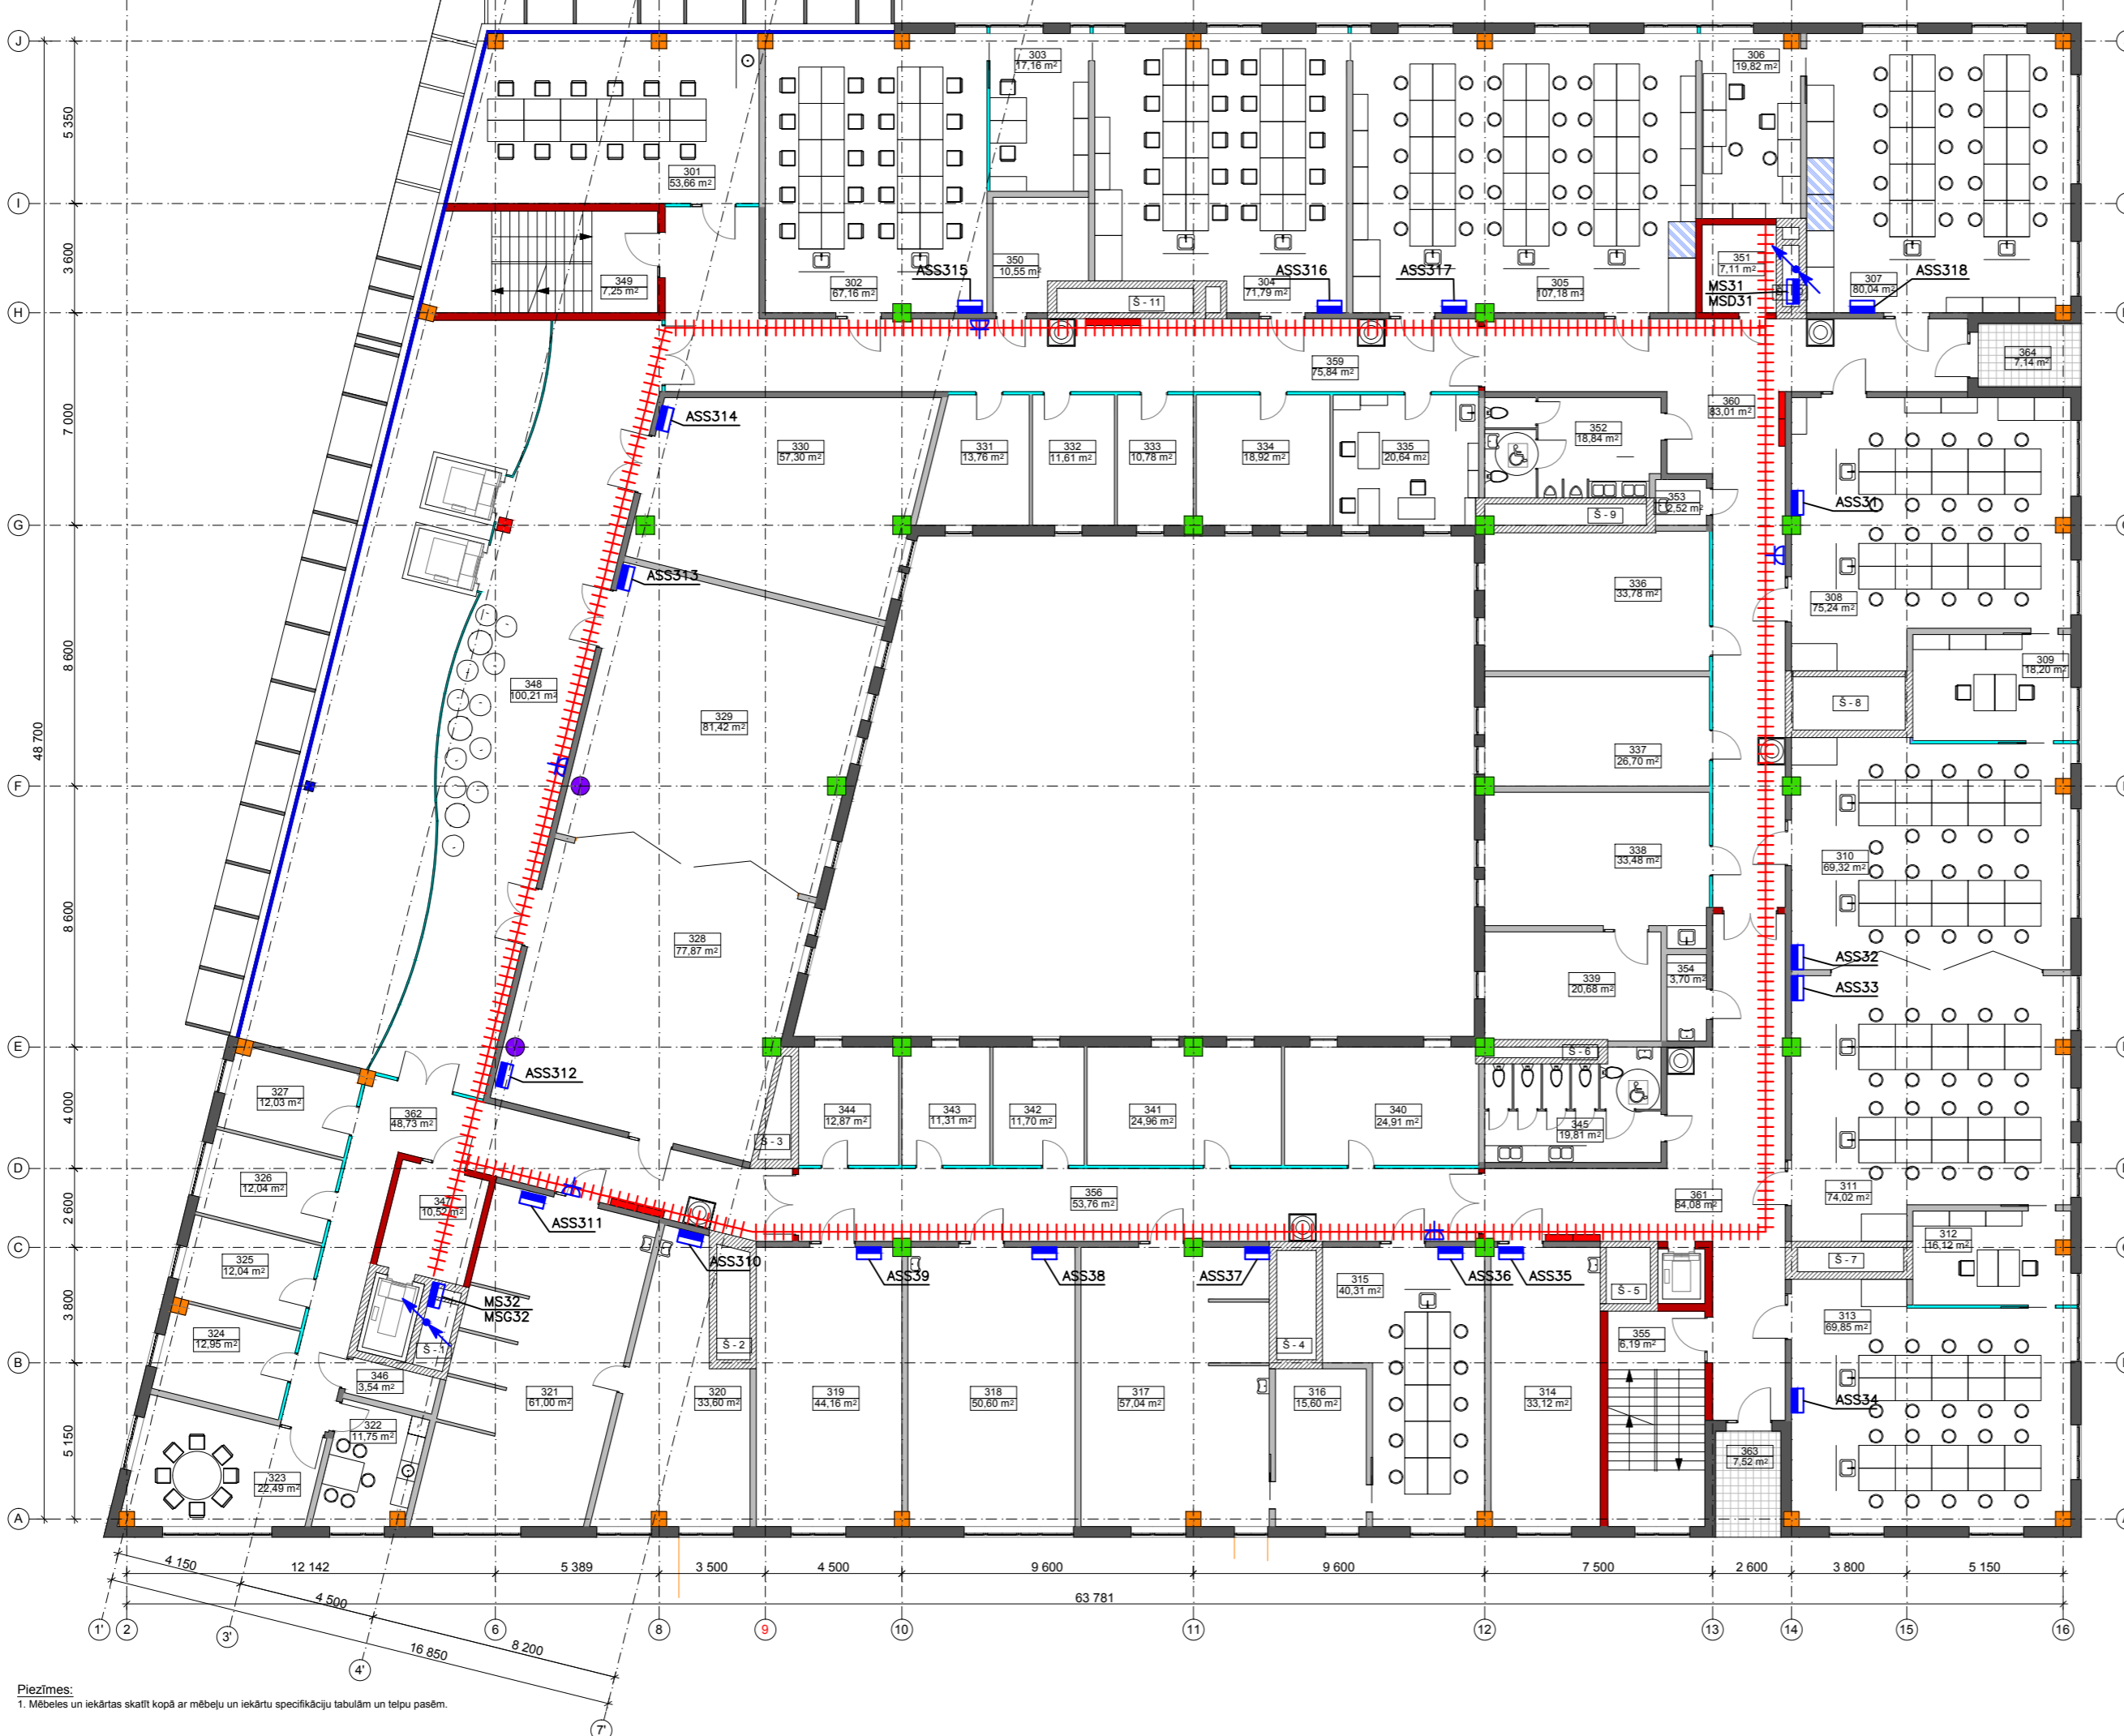 J
5 350
I
3 600
H
7 000
G
8 600
F
8 600
E
4 000
D
2 600
C
3 800
B
5 150
A
48 700
301
53,66 m²
302
67,16 m²
303
17,16 m²
304
71,79 m²
305
107,18 m²
306
19,82 m²
307
80,04 m²
349
7,25 m²
350
10,55 m²
351
7,11 m²
Š - 11
ASS315
ASS316
ASS317
ASS318
MS31
MSD31
359
75,84 m²
360
83,01 m²
364
7,14 m²
ASS314
330
57,30 m²
331
13,76 m²
332
11,61 m²
333
10,78 m²
334
18,92 m²
335
20,64 m²
352
18,84 m²
353
2,52 m²
Š - 9
ASS31
ASS313
336
33,78 m²
308
75,24 m²
309
18,20 m²
348
100,21 m²
329
81,42 m²
337
26,70 m²
Š - 8
338
33,48 m²
310
69,32 m²
328
77,87 m²
339
20,68 m²
354
3,70 m²
ASS32
ASS33
Š - 6
ASS312
327
12,03 m²
362
48,73 m²
344
12,87 m²
343
11,31 m²
342
11,70 m²
341
24,96 m²
340
24,91 m²
345
19,81 m²
Š - 3
326
12,04 m²
347
10,52 m²
356
53,76 m²
361
64,08 m²
311
74,02 m²
312
16,12 m²
ASS311
ASS310
ASS39
ASS38
ASS37
ASS36
ASS35
325
12,04 m²
315
40,31 m²
Š - 5
Š - 7
MS32
MSG32
324
12,95 m²
Š - 1
Š - 2
Š - 4
355
6,19 m²
313
69,85 m²
346
3,54 m²
321
61,00 m²
320
33,60 m²
319
44,16 m²
318
50,60 m²
317
57,04 m²
316
15,60 m²
314
33,12 m²
ASS34
322
11,75 m²
323
22,49 m²
363
7,52 m²
4 150
12 142
5 389
3 500
4 500
9 600
9 600
7 500
2 600
3 800
5 150
4 500
63 781
8 200
16 850
1'
2
3'
4'
6
7'
8
9
10
11
12
13
14
15
16
Piezīmes:
1. Mēbeles un iekārtas skatīt kopā ar mēbeļu un iekārtu specifikāciju tabulām un telpu pasēm.